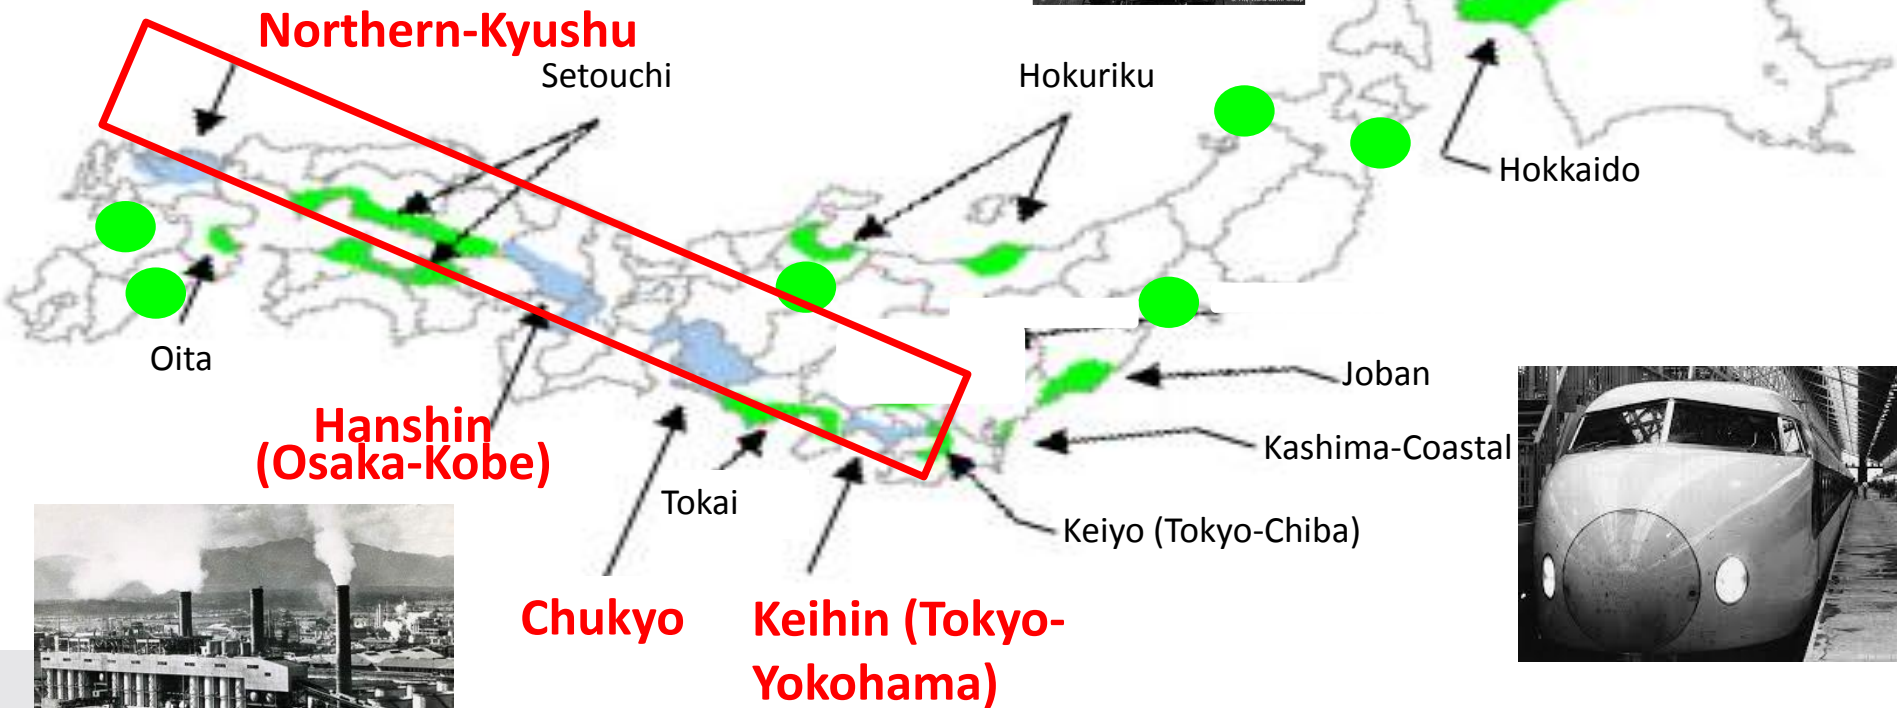 Northern-Kyushu
Setouchi
Hokuriku
Hokkaido
Oita
Joban
Hanshin
(Osaka-Kobe)
Kashima-Coastal
Tokai
Keiyo (Tokyo-Chiba)
Chukyo
Keihin (Tokyo-
Yokohama)